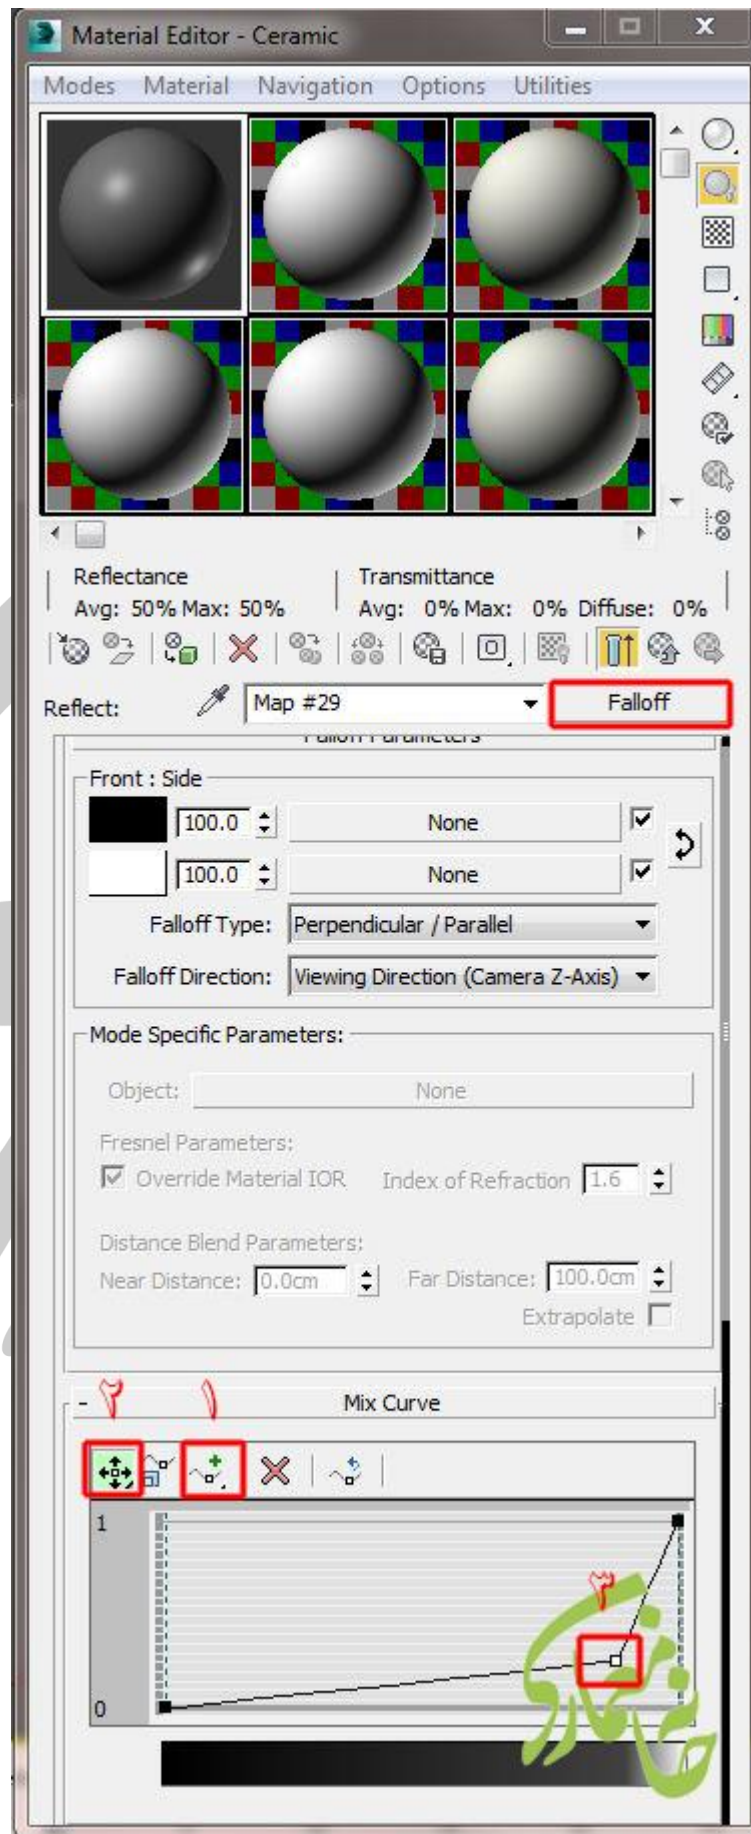 Material Editor - Ceramic
Modes Material Navigation Options Utilities
Reflectance Transmittance
Avg: 50% Max: 50% Avg: 0% Max: 0% Diffuse: 0%
Reflect: Map #29 Falloff
Falloff Parameters
Front : Side
100.0 None
100.0 None
Falloff Type: Perpendicular / Parallel
Falloff Direction: Viewing Direction (Camera Z-Axis)
Mode Specific Parameters:
Object: None
Fresnel Parameters:
Override Material IOR Index of Refraction 1.6
Distance Blend Parameters:
Near Distance: 0.0cm Far Distance: 100.0cm
Extrapolate
- ۲ ۱ Mix Curve
1
۳
0